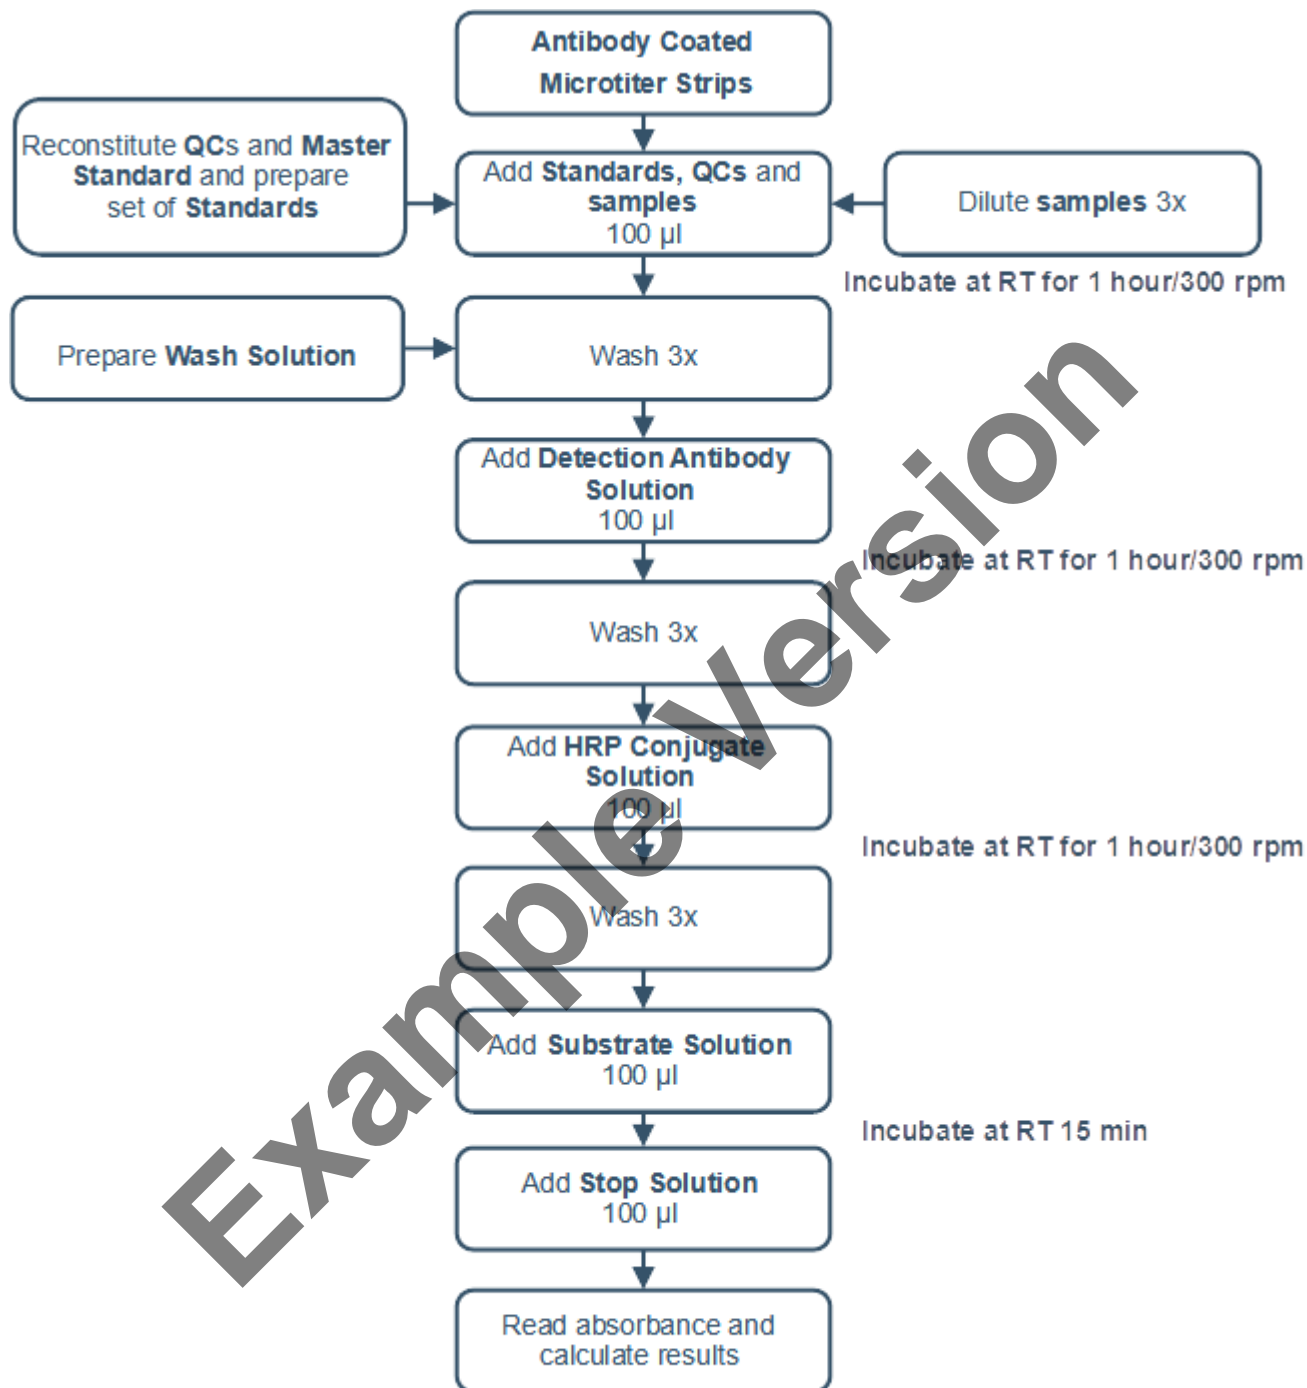 Antibody Coated
Microtiter Strips
Reconstitute QCs and Master
Standard and prepare
set of Standards
Add Standards, QCs and
samples
100 µl
Dilute samples 3x
Incubate at RT for 1 hour/300 rpm
Prepare Wash Solution
Wash 3x
Add Detection Antibody
Solution
100 µl
Incubate at RT for 1 hour/300 rpm
Wash 3x
Add HRP Conjugate
Solution
100 µl
Incubate at RT for 1 hour/300 rpm
Wash 3x
Add Substrate Solution
100 µl
Incubate at RT 15 min
Add Stop Solution
100 µl
Read absorbance and
calculate results
Example Version